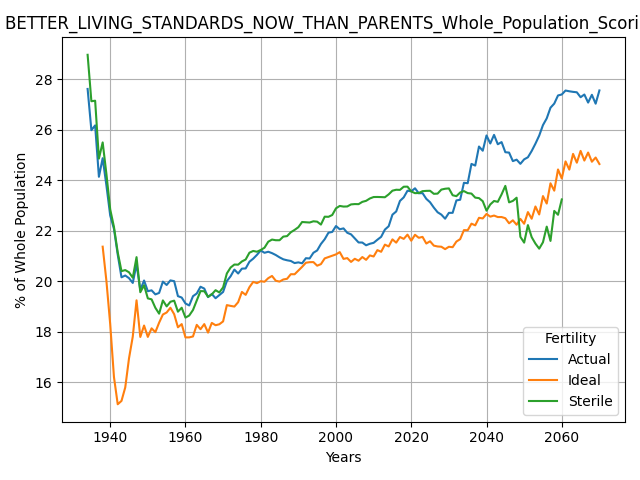 BETTER_LIVING_STANDARDS_NOW_THAN_PARENTS_Whole_Population_Scori
28
26
24
22
20
18
16
% of Whole Population
1940 1960 1980 2000 2020 2040 2060
Years
Fertility
Actual
Ideal
Sterile